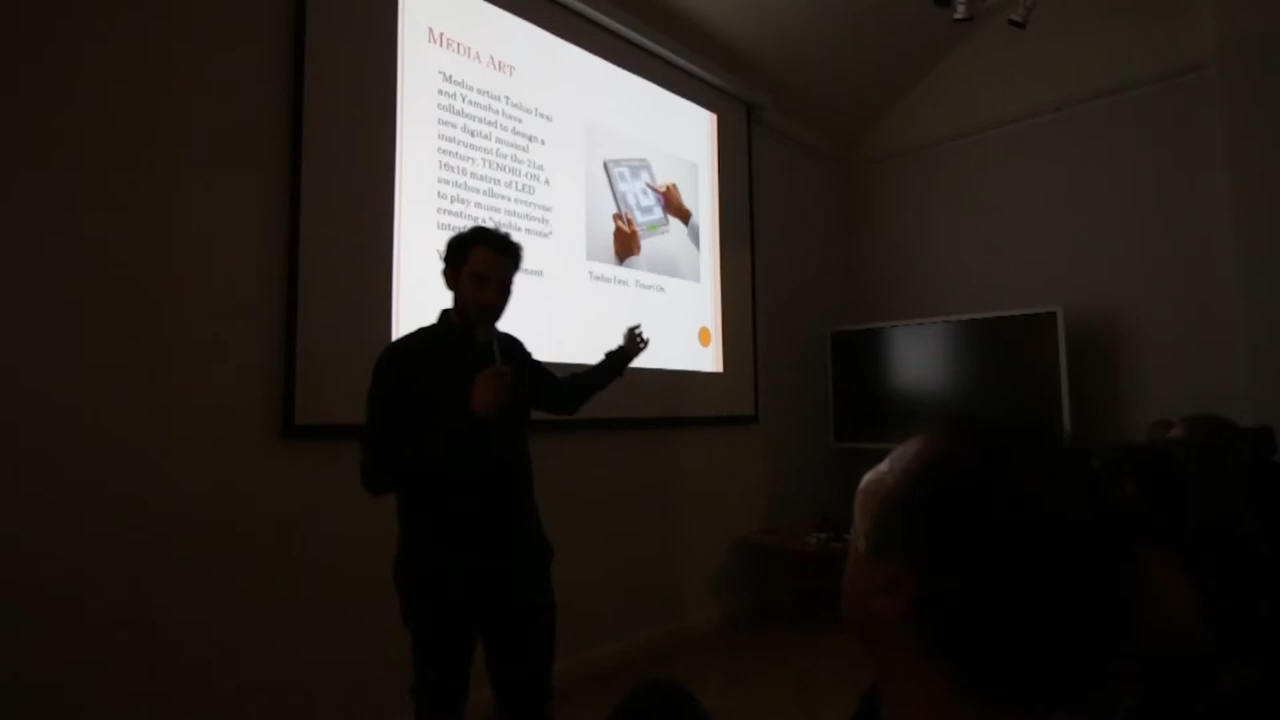 MEDIA ART
"Media artist Toshio Iwai
and Yamaha have
collaborated to design a
new digital musical
instrument for the 21st
century, TENORI-ON. A
16x16 matrix of LED
switches allows everyone
to play music intuitively,
creating a "visible music"
Toshio Iwai, Tenori On,